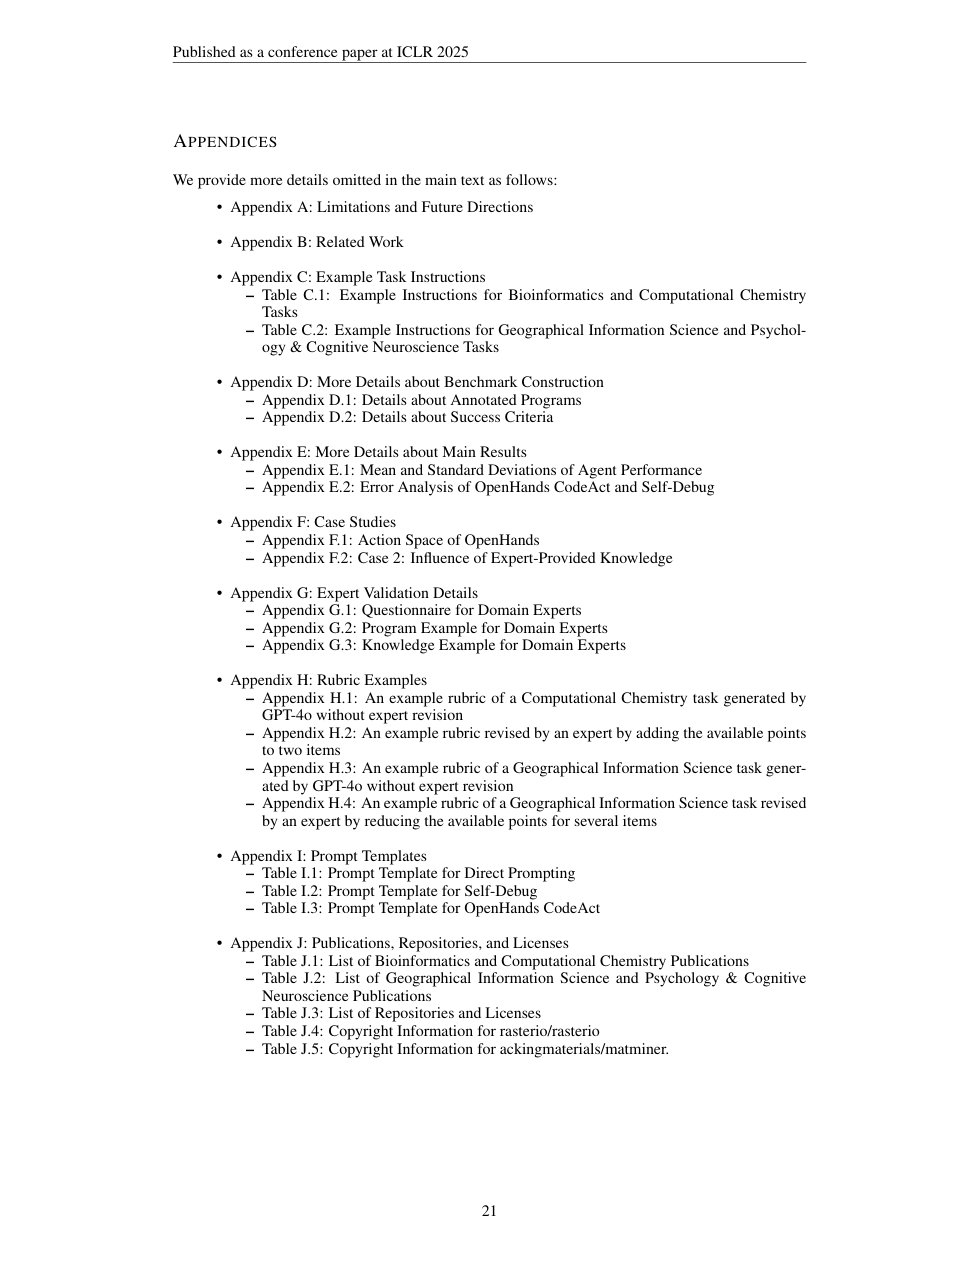 Published as a conference paper at ICLR 2025
APPENDICES
We provide more details omitted in the main text as follows:
• Appendix A: Limitations and Future Directions
• Appendix B: Related Work
• Appendix C: Example Task Instructions
– Table C.1: Example Instructions for Bioinformatics and Computational Chemistry
Tasks
– Table C.2: Example Instructions for Geographical Information Science and Psychol-
ogy & Cognitive Neuroscience Tasks
• Appendix D: More Details about Benchmark Construction
– Appendix D.1: Details about Annotated Programs
– Appendix D.2: Details about Success Criteria
• Appendix E: More Details about Main Results
– Appendix E.1: Mean and Standard Deviations of Agent Performance
– Appendix E.2: Error Analysis of OpenHands CodeAct and Self-Debug
• Appendix F: Case Studies
– Appendix F.1: Action Space of OpenHands
– Appendix F.2: Case 2: Influence of Expert-Provided Knowledge
• Appendix G: Expert Validation Details
– Appendix G.1: Questionnaire for Domain Experts
– Appendix G.2: Program Example for Domain Experts
– Appendix G.3: Knowledge Example for Domain Experts
• Appendix H: Rubric Examples
– Appendix H.1: An example rubric of a Computational Chemistry task generated by
GPT-4o without expert revision
– Appendix H.2: An example rubric revised by an expert by adding the available points
to two items
– Appendix H.3: An example rubric of a Geographical Information Science task gener-
ated by GPT-4o without expert revision
– Appendix H.4: An example rubric of a Geographical Information Science task revised
by an expert by reducing the available points for several items
• Appendix I: Prompt Templates
– Table I.1: Prompt Template for Direct Prompting
– Table I.2: Prompt Template for Self-Debug
– Table I.3: Prompt Template for OpenHands CodeAct
• Appendix J: Publications, Repositories, and Licenses
– Table J.1: List of Bioinformatics and Computational Chemistry Publications
– Table J.2: List of Geographical Information Science and Psychology & Cognitive
Neuroscience Publications
– Table J.3: List of Repositories and Licenses
– Table J.4: Copyright Information for rasterio/rasterio
– Table J.5: Copyright Information for ackingmaterials/matminer.
21